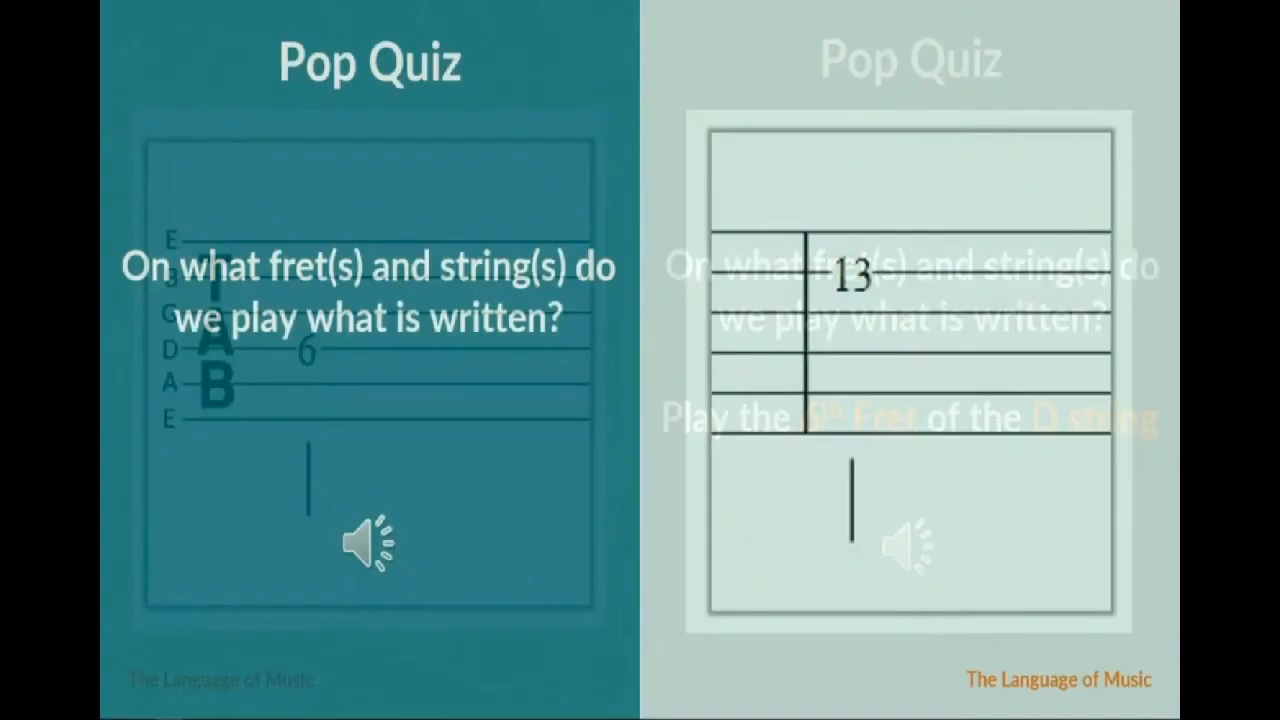 Pop Quiz
E
On what fret(s) and string(s) do
B
we play what is written?
G
T
A
B
D
6
A
E
The Language of Music
Pop Quiz
On what fret(s) and string(s) do
13
we play what is written?
Play the 6th Fret of the D string
The Language of Music